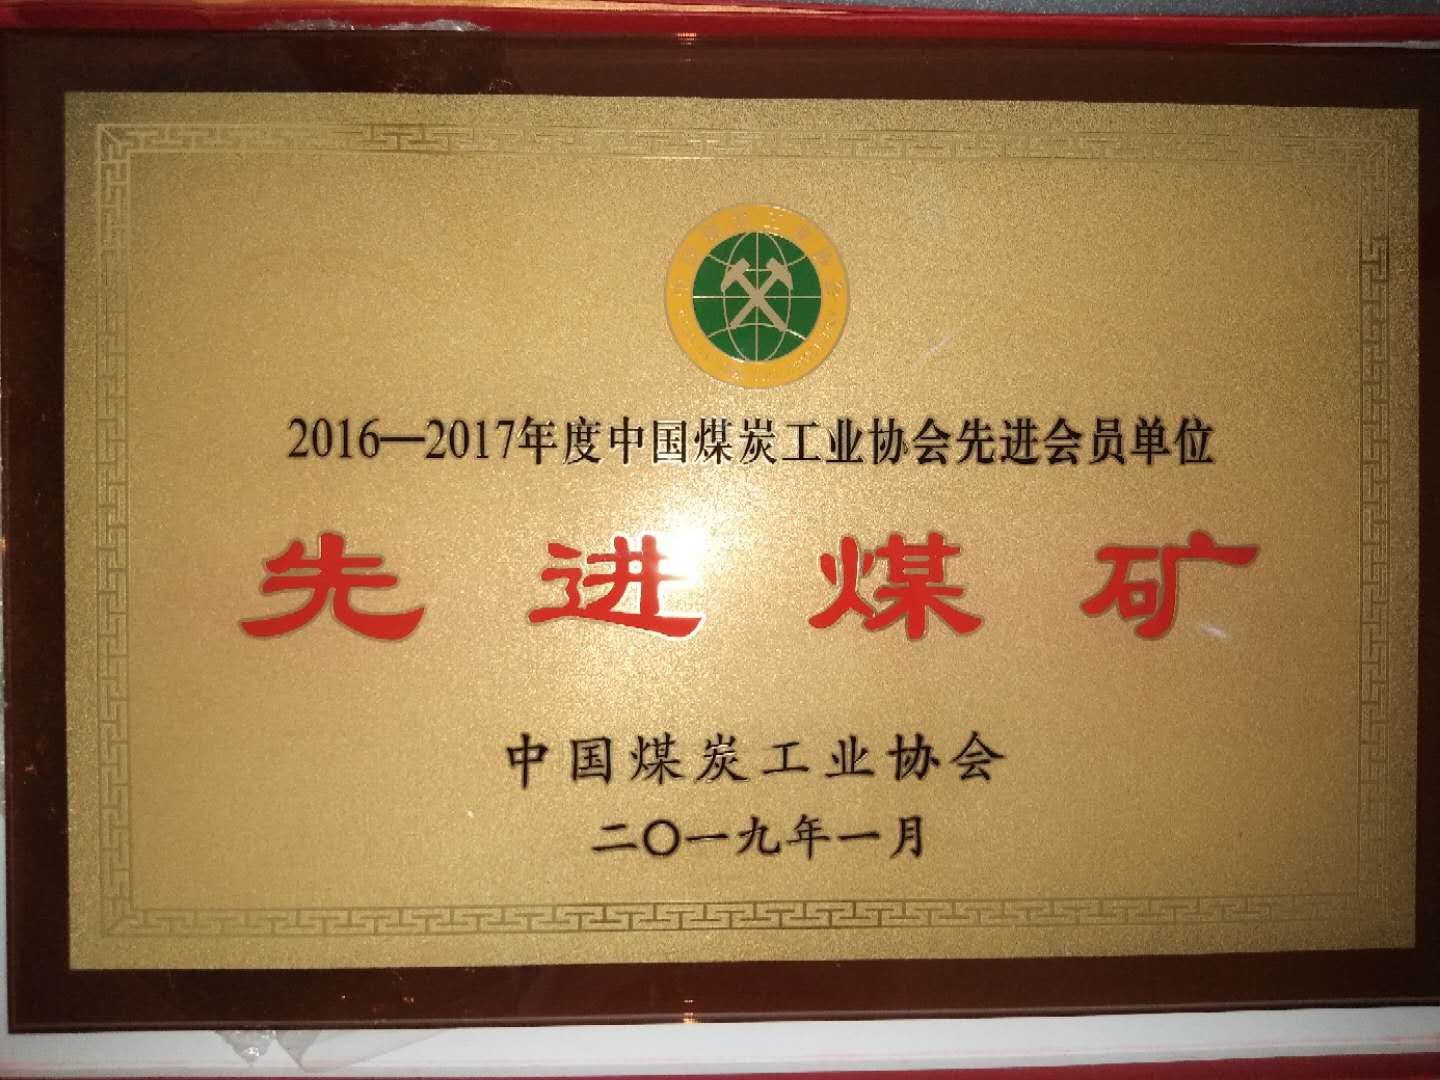 2016—2017年度中国煤炭工业协会先进会员单位
先进煤矿
中国煤炭工业协会
二〇一九年一月